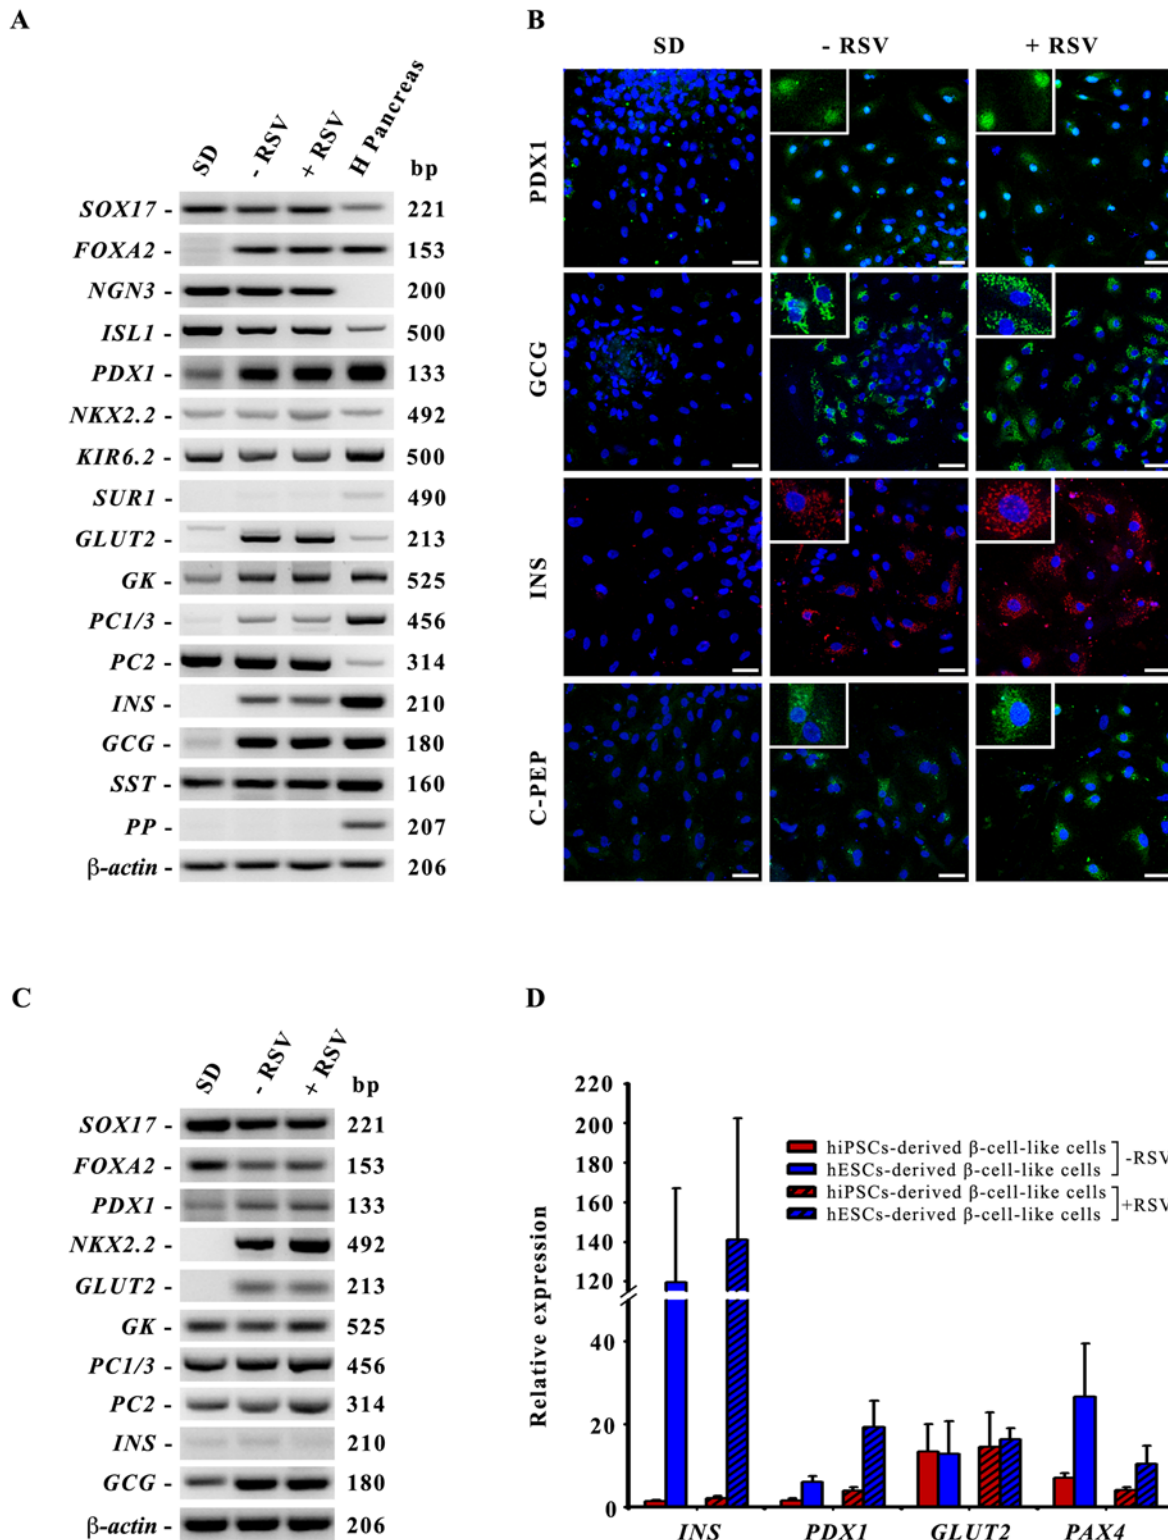 A
SD - RSV + RSV H Pancreas bp
SOX17 - 221
FOXA2 - 153
NGN3 - 200
ISL1 - 500
PDX1 - 133
NKX2.2 - 492
KIR6.2 - 500
SUR1 - 490
GLUT2 - 213
GK - 525
PC1/3 - 456
PC2 - 314
INS - 210
GCG - 180
SST - 160
PP - 207
β-actin - 206
B
SD - RSV + RSV
PDX1
GCG
INS
C-PEP
C
SD - RSV + RSV bp
SOX17 - 221
FOXA2 - 153
PDX1 - 133
NKX2.2 - 492
GLUT2 - 213
GK - 525
PC1/3 - 456
PC2 - 314
INS - 210
GCG - 180
β-actin - 206
D
Relative expression
220
200
180
160
140
120
40
20
0
hiPSCs-derived β-cell-like cells
hESCs-derived β-cell-like cells
-RSV
hiPSCs-derived β-cell-like cells
hESCs-derived β-cell-like cells
+RSV
INS PDX1 GLUT2 PAX4